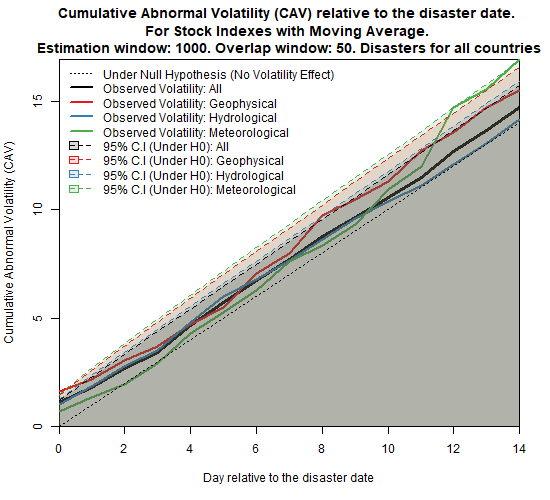 Cumulative Abnormal Volatility (CAV) relative to the disaster date.
For Stock Indexes with Moving Average.
Estimation window: 1000. Overlap window: 50. Disasters for all countries
Under Null Hypothesis (No Volatility Effect)
Observed Volatility: All
Observed Volatility: Geophysical
Observed Volatility: Hydrological
Observed Volatility: Meteorological
95% C.I (Under H0): All
95% C.I (Under H0): Geophysical
95% C.I (Under H0): Hydrological
95% C.I (Under H0): Meteorological
Cumulative Abnormal Volatility (CAV)
15
10
5
0
0 2 4 6 8 10 12 14
Day relative to the disaster date